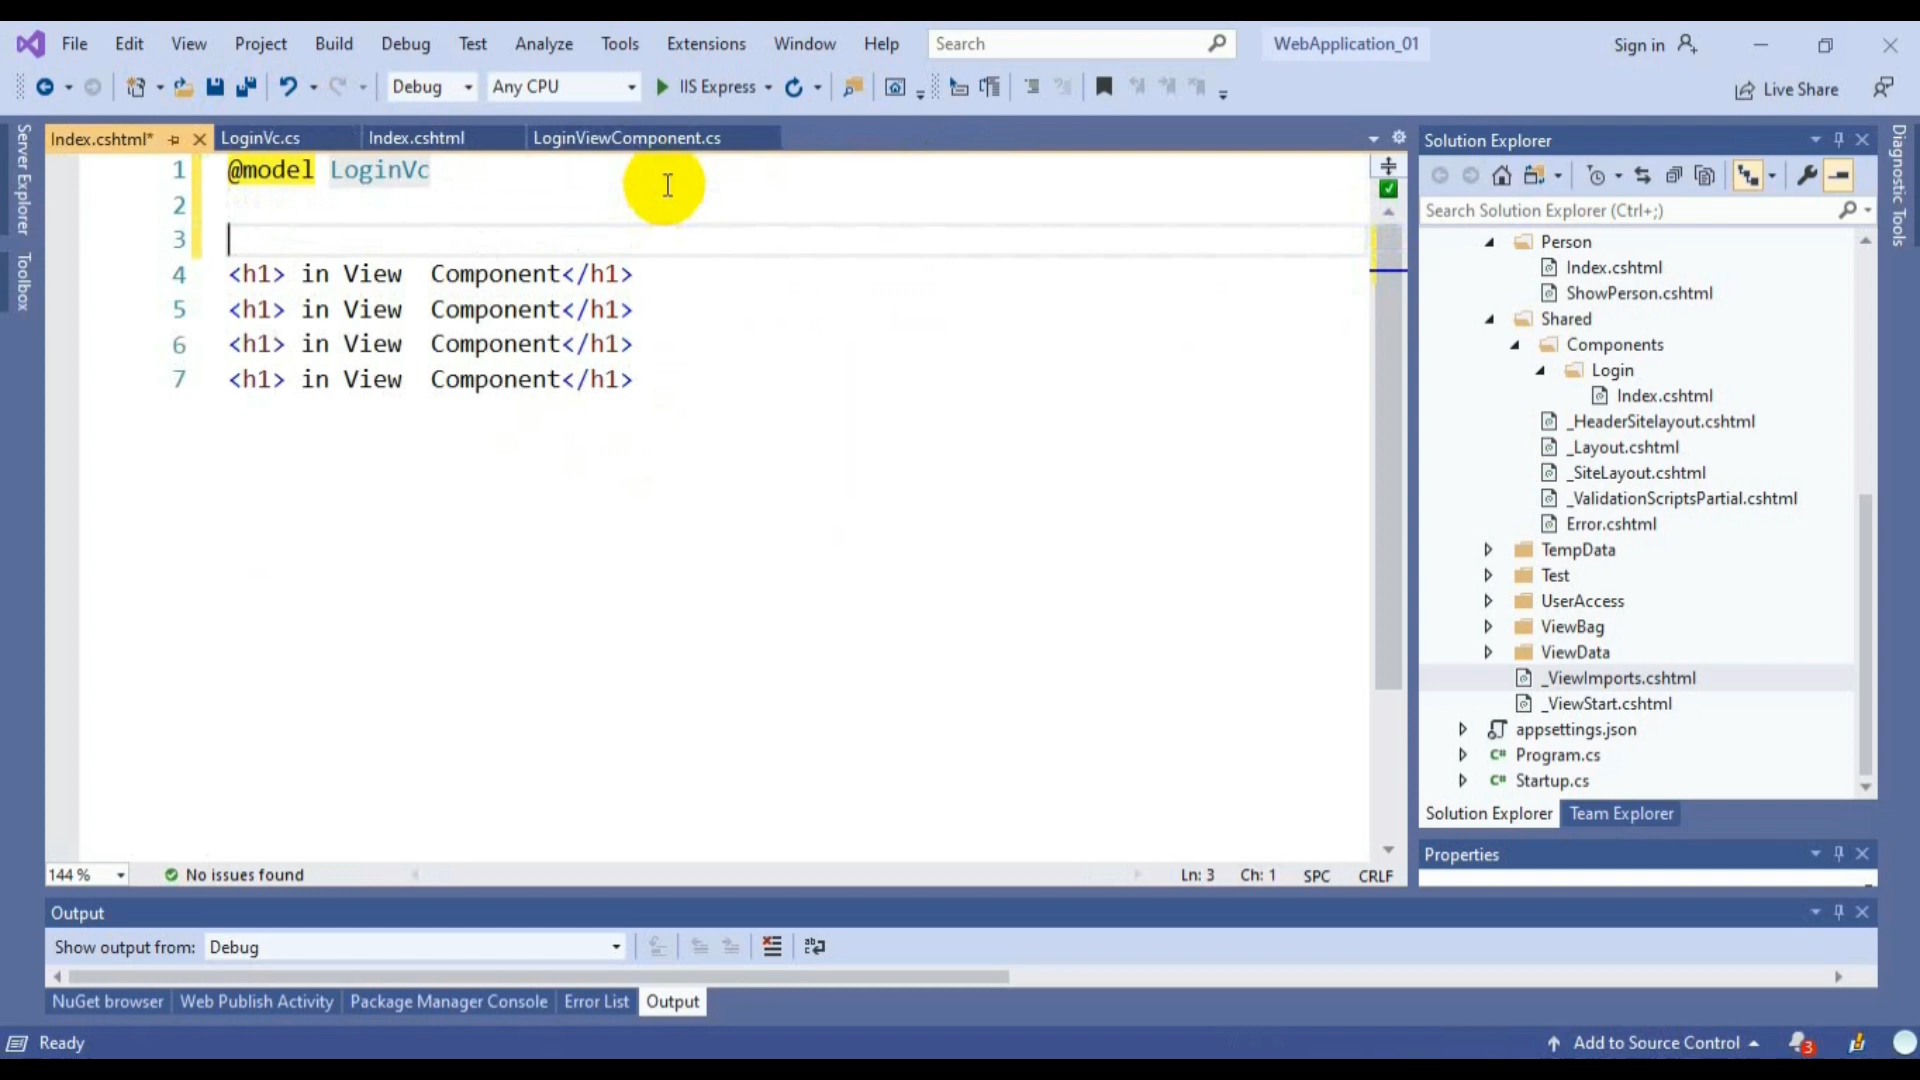 File Edit View Project Build Debug Test Analyze Tools Extensions Window Help Search WebApplication_01 Sign in
Debug Any CPU IIS Express Live Share
Server Explorer
Toolbox
Index.cshtml* LoginVc.cs Index.cshtml LoginViewComponent.cs
1 @model LoginVc
2
3
4 <h1> in View  Component</h1>
5 <h1> in View  Component</h1>
6 <h1> in View  Component</h1>
7 <h1> in View  Component</h1>
144 % No issues found Ln: 3 Ch: 1 SPC CRLF
Solution Explorer
Search Solution Explorer (Ctrl+;)
Person
Index.cshtml
ShowPerson.cshtml
Shared
Components
Login
Index.cshtml
_HeaderSitelayout.cshtml
_Layout.cshtml
_SiteLayout.cshtml
_ValidationScriptsPartial.cshtml
Error.cshtml
TempData
Test
UserAccess
ViewBag
ViewData
_ViewImports.cshtml
_ViewStart.cshtml
appsettings.json
C# Program.cs
C# Startup.cs
Solution Explorer Team Explorer
Properties
Diagnostic Tools
Output
Show output from: Debug
NuGet browser Web Publish Activity Package Manager Console Error List Output
Ready Add to Source Control 3